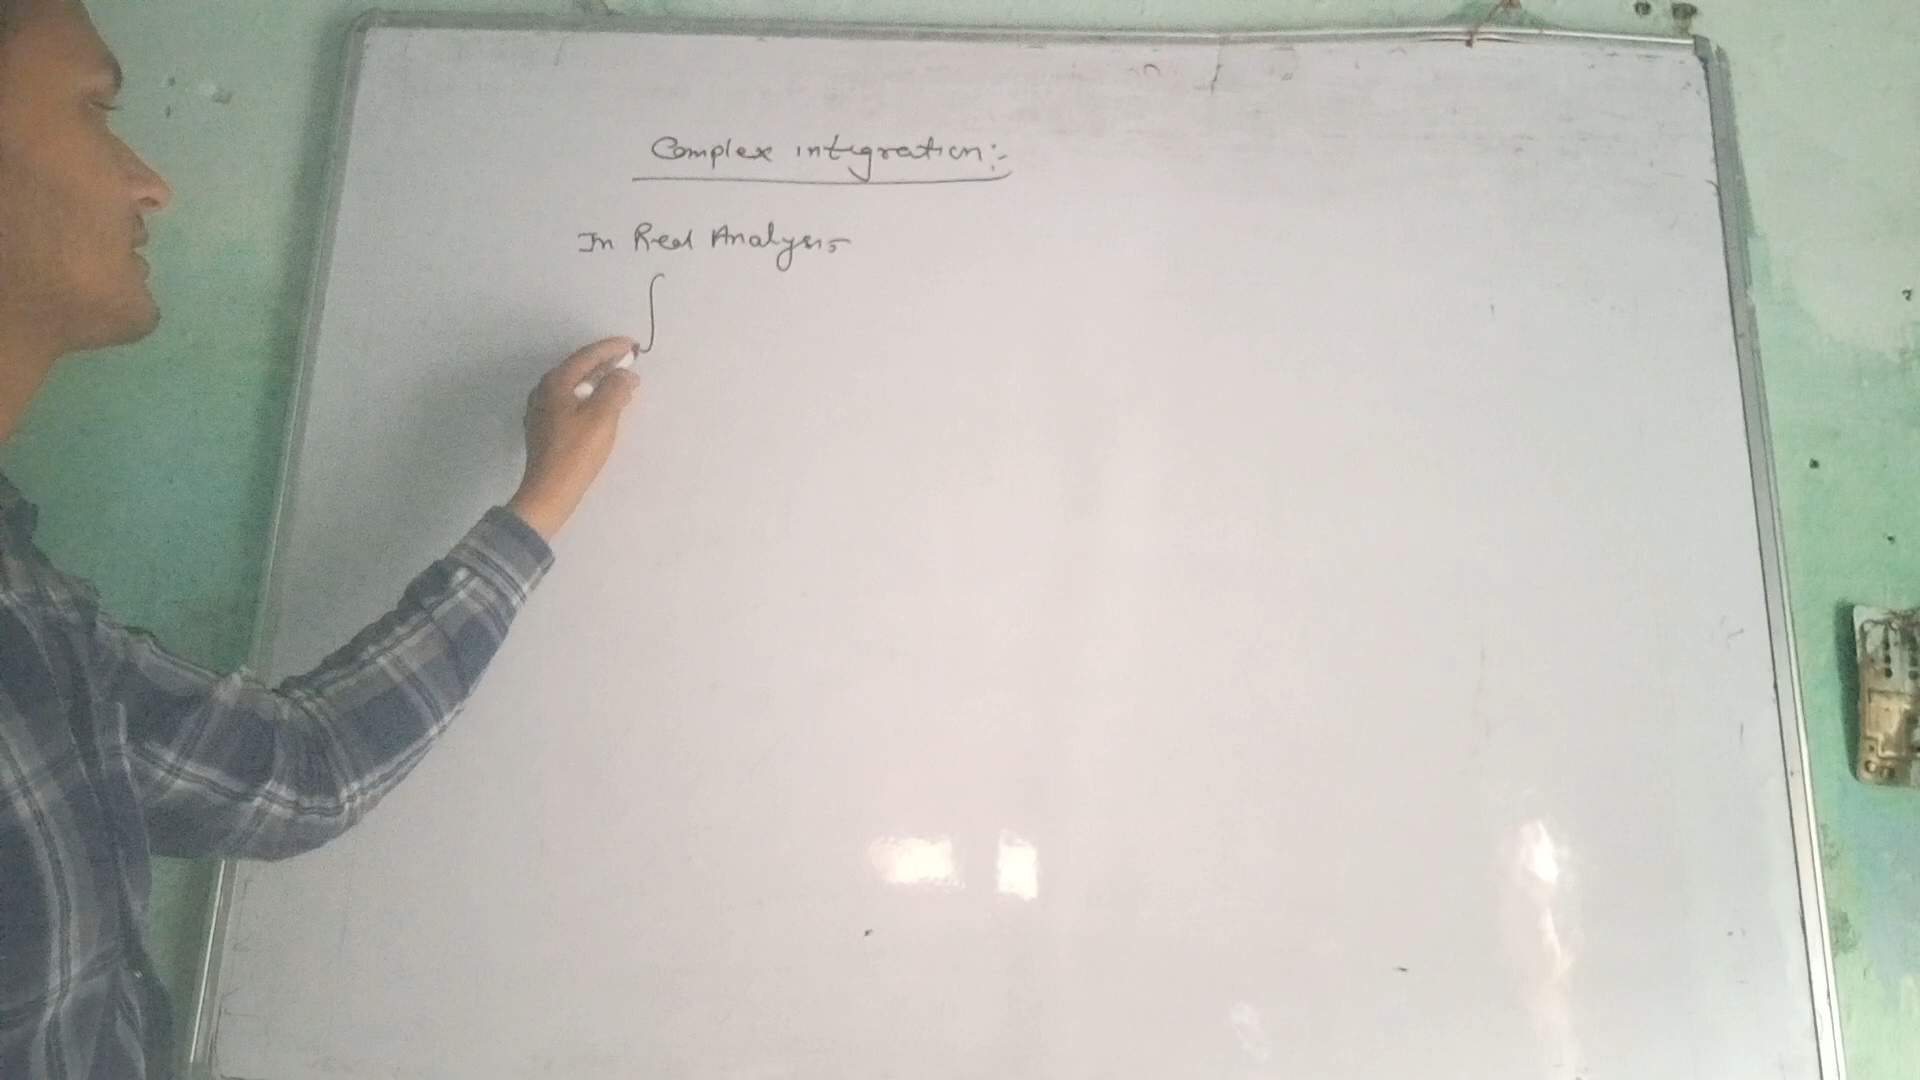 Complex integration:-
In Real Analysis
∫